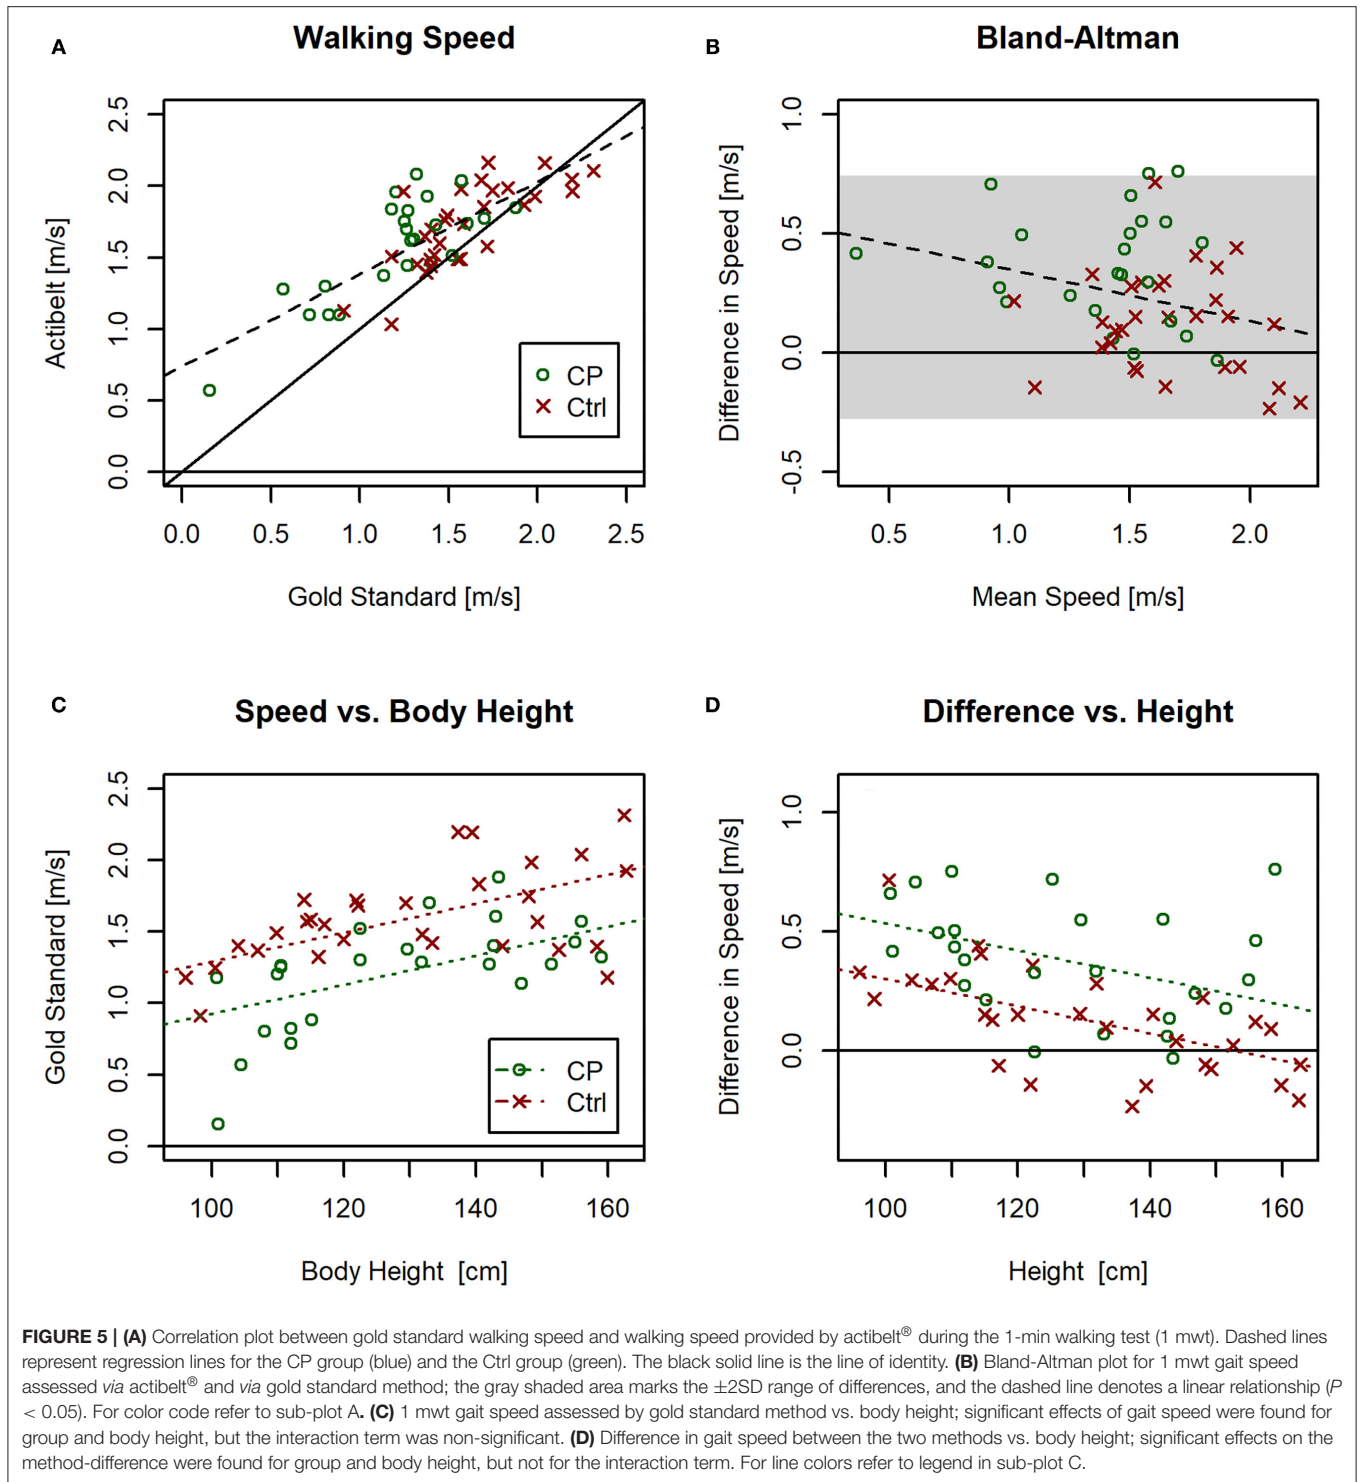 A
Walking Speed
2.5
2.0
1.5
1.0
0.5
0.0
Actibelt [m/s]
CP
Ctrl
0.0 0.5 1.0 1.5 2.0 2.5
Gold Standard [m/s]
B
Bland-Altman
1.0
0.5
0.0
-0.5
Difference in Speed [m/s]
0.5 1.0 1.5 2.0
Mean Speed [m/s]
C
Speed vs. Body Height
2.5
2.0
1.5
1.0
0.5
0.0
Gold Standard [m/s]
CP
Ctrl
100 120 140 160
Body Height [cm]
D
Difference vs. Height
1.0
0.5
0.0
Difference in Speed [m/s]
100 120 140 160
Height [cm]
FIGURE 5 | (A) Correlation plot between gold standard walking speed and walking speed provided by actibelt® during the 1-min walking test (1 mwt). Dashed lines
represent regression lines for the CP group (blue) and the Ctrl group (green). The black solid line is the line of identity. (B) Bland-Altman plot for 1 mwt gait speed
assessed via actibelt® and via gold standard method; the gray shaded area marks the ±2SD range of differences, and the dashed line denotes a linear relationship (P
< 0.05). For color code refer to sub-plot A. (C) 1 mwt gait speed assessed by gold standard method vs. body height; significant effects of gait speed were found for
group and body height, but the interaction term was non-significant. (D) Difference in gait speed between the two methods vs. body height; significant effects on the
method-difference were found for group and body height, but not for the interaction term. For line colors refer to legend in sub-plot C.